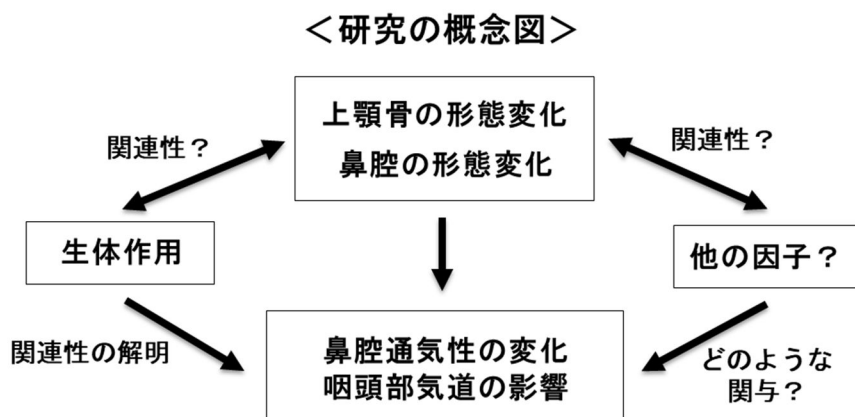 ＜研究の概念図＞
上顎骨の形態変化
鼻腔の形態変化
関連性？
関連性？
生体作用
他の因子？
関連性の解明
鼻腔通気性の変化
咽頭部気道の影響
どのような
関与？